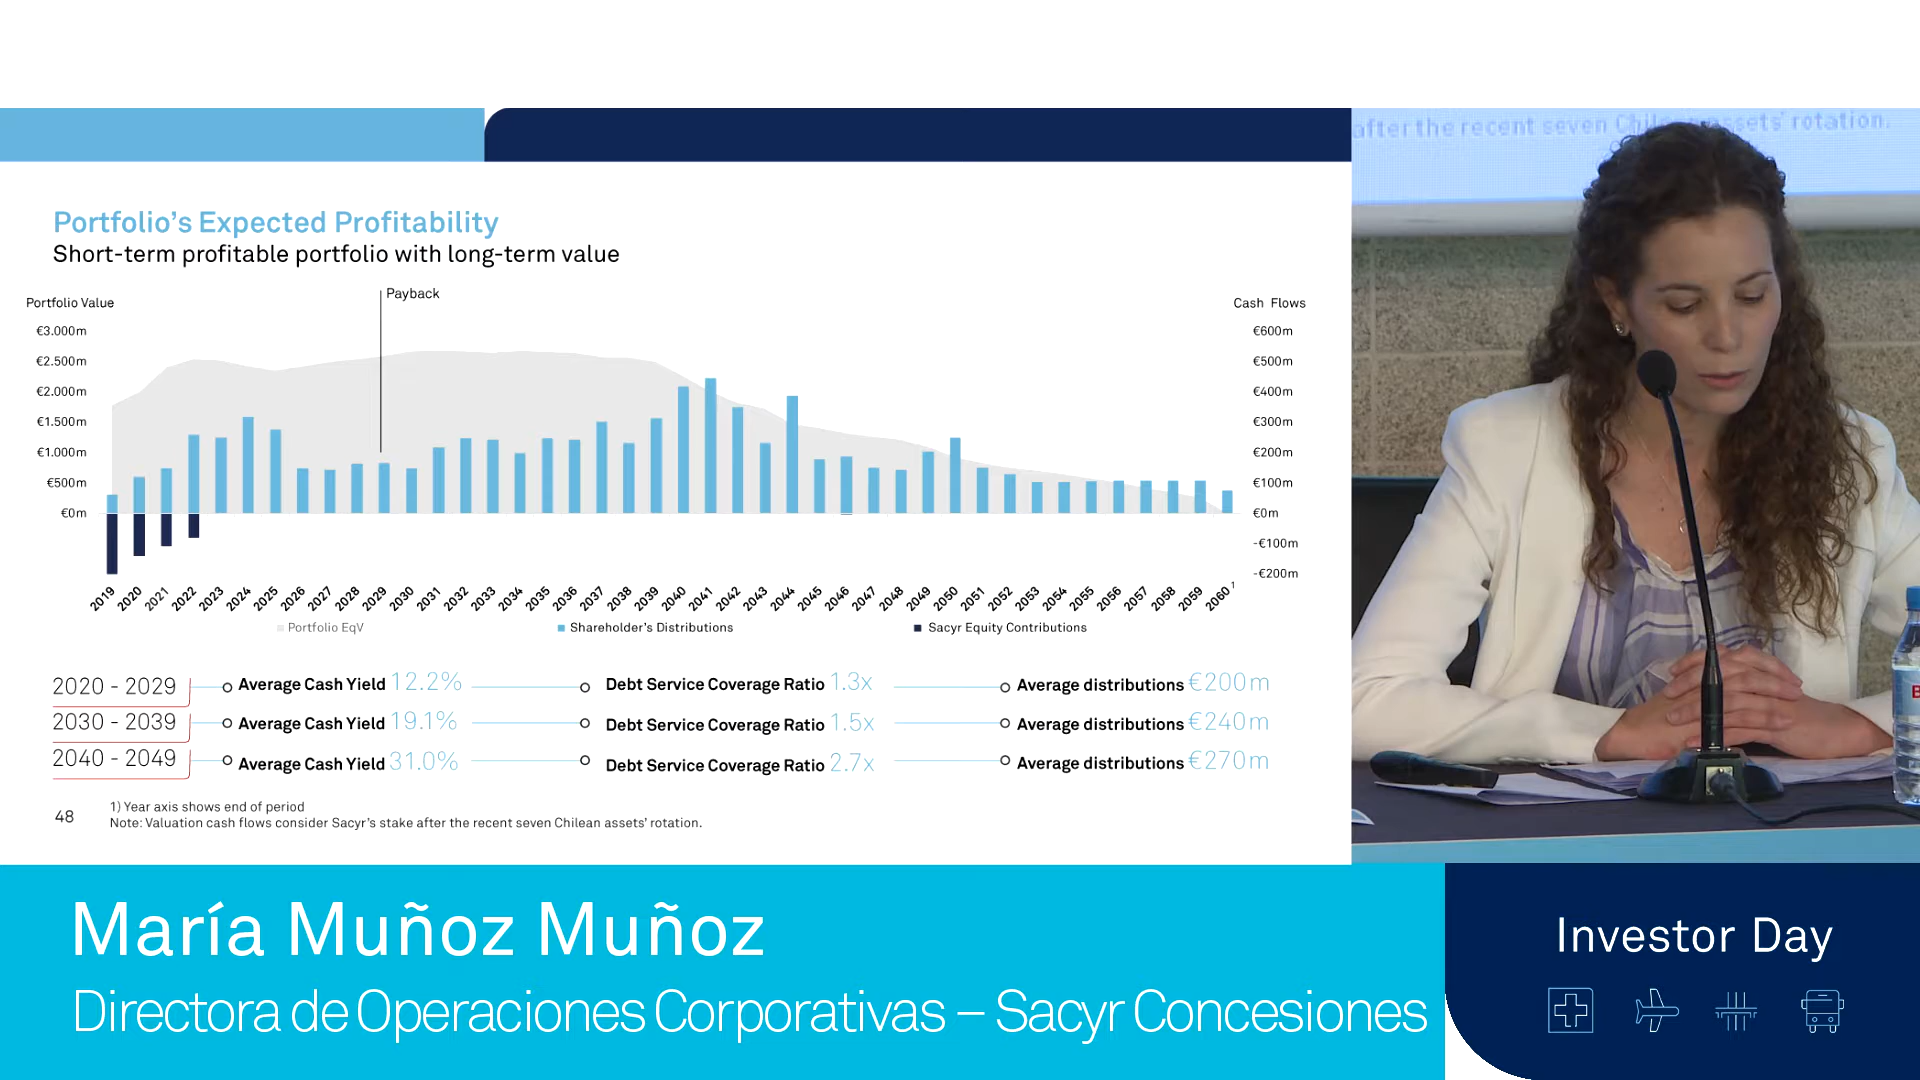 after the recent seven Chilean assets' rotation.
Portfolio's Expected Profitability
Short-term profitable portfolio with long-term value
Payback
Portfolio Value
Cash Flows
€3.000m
€2.500m
€2.000m
€1.500m
€1.000m
€500m
€0m
€600m
€500m
€400m
€300m
€200m
€100m
€0m
-€100m
-€200m
2019 2020 2021 2022 2023 2024 2025 2026 2027 2028 2029 2030 2031 2032 2033 2034 2035 2036 2037 2038 2039 2040 2041 2042 2043 2044 2045 2046 2047 2048 2049 2050 2051 2052 2053 2054 2055 2056 2057 2058 2059 2060 1
Portfolio EqV Shareholder's Distributions Sacyr Equity Contributions
2020 - 2029 Average Cash Yield 12.2% Debt Service Coverage Ratio 1.3x Average distributions €200m
2030 - 2039 Average Cash Yield 19.1% Debt Service Coverage Ratio 1.5x Average distributions €240m
2040 - 2049 Average Cash Yield 31.0% Debt Service Coverage Ratio 2.7x Average distributions €270m
48
1) Year axis shows end of period
Note: Valuation cash flows consider Sacyr's stake after the recent seven Chilean assets' rotation.
María Muñoz Muñoz
Directora de Operaciones Corporativas – Sacyr Concesiones
Investor Day